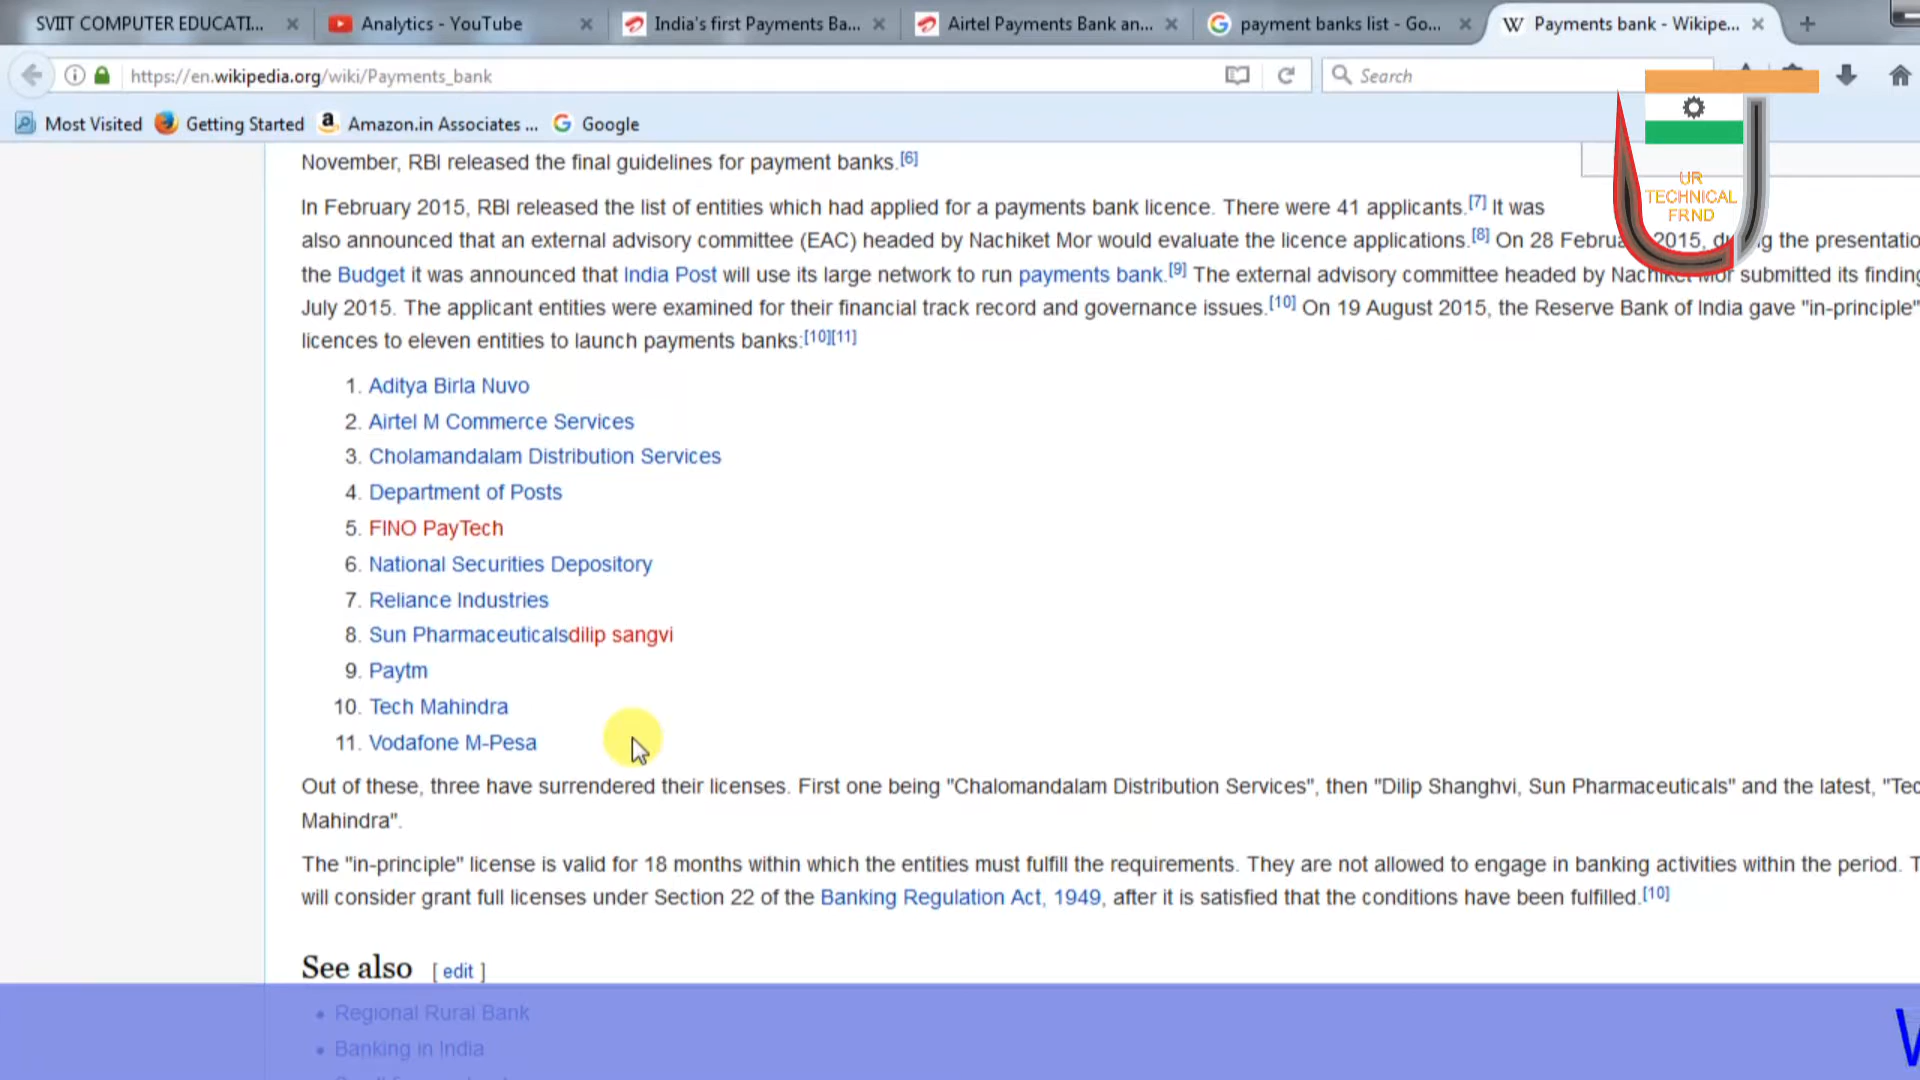 SVIIT COMPUTER EDUCATI...
Analytics - YouTube
India's first Payments Ba...
Airtel Payments Bank an...
payment banks list - Go...
Payments bank - Wikipe...
https://en.wikipedia.org/wiki/Payments_bank
Search
Most Visited
Getting Started
Amazon.in Associates ...
Google
UR
TECHNICAL
FRND
November, RBI released the final guidelines for payment banks.[6]
In February 2015, RBI released the list of entities which had applied for a payments bank licence. There were 41 applicants.[7] It was
also announced that an external advisory committee (EAC) headed by Nachiket Mor would evaluate the licence applications.[8] On 28 2015, the
the Budget it was announced that India Post will use its large network to run payments bank.[9] The external advisory committee headed by submitted its
July 2015. The applicant entities were examined for their financial track record and governance issues.[10] On 19 August 2015, the Reserve Bank of India gave "in-principle"
licences to eleven entities to launch payments banks:[10][11]
1. Aditya Birla Nuvo
2. Airtel M Commerce Services
3. Cholamandalam Distribution Services
4. Department of Posts
5. FINO PayTech
6. National Securities Depository
7. Reliance Industries
8. Sun Pharmaceuticalsdilip sangvi
9. Paytm
10. Tech Mahindra
11. Vodafone M-Pesa
Out of these, three have surrendered their licenses. First one being "Chalomandalam Distribution Services", then "Dilip Shanghvi, Sun Pharmaceuticals" and the latest,
Mahindra".
The "in-principle" license is valid for 18 months within which the entities must fulfill the requirements. They are not allowed to engage in banking activities within the period.
will consider grant full licenses under Section 22 of the Banking Regulation Act, 1949, after it is satisfied that the conditions have been fulfilled.[10]
See also [ edit ]
• Regional Rural Bank
• Banking in India